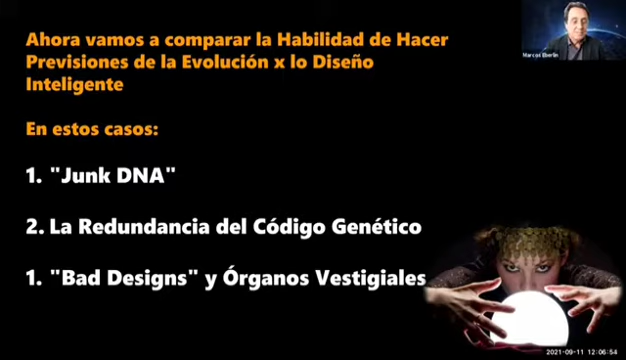 Ahora vamos a comparar la Habilidad de Hacer
Previsiones de la Evolución x lo Diseño
Inteligente
En estos casos:
1. "Junk DNA"
2. La Redundancia del Código Genético
1. "Bad Designs" y Órganos Vestigiales
Marcos Eberlin
2021-09-11 12:06:54